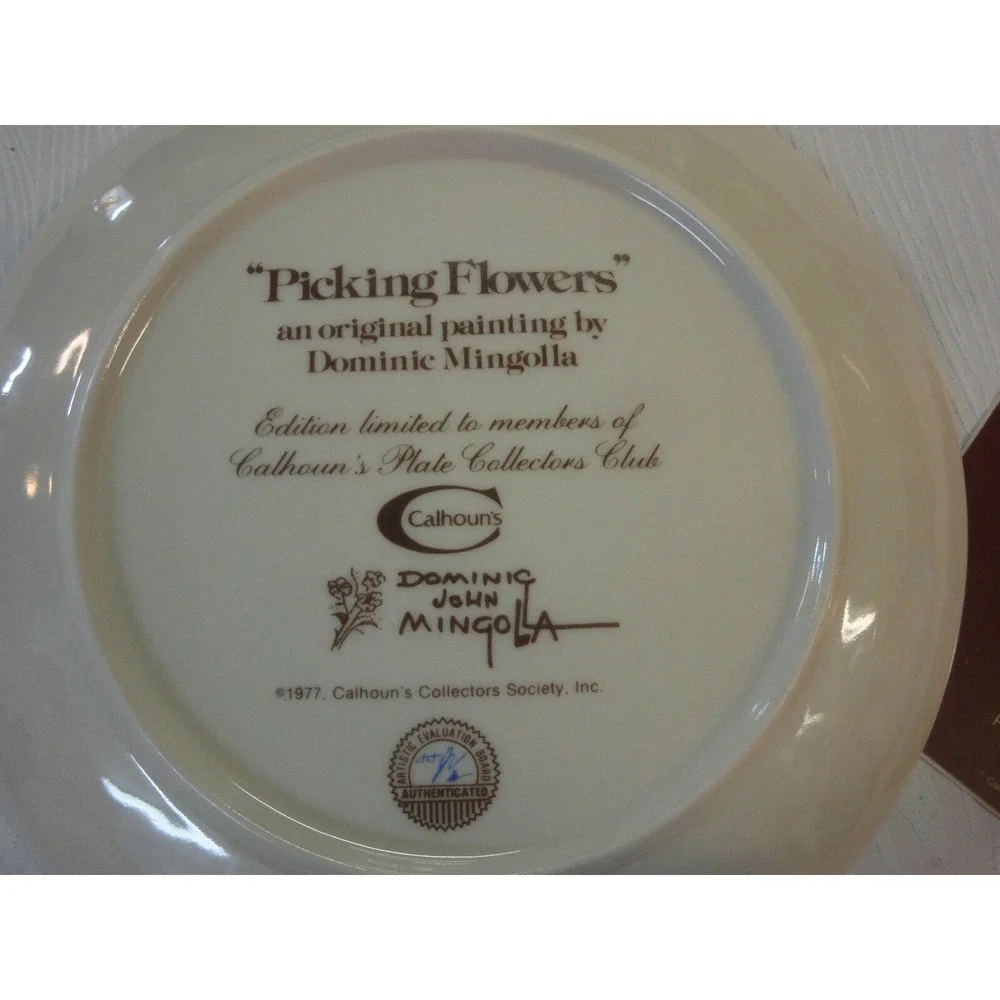 “Picking Flowers”
an original painting by
Dominic Mingolla
Edition limited to members of
Calhoun's Plate Collectors Club
Calhoun's
DOMINIC
JOHN
MINGOLLA
©1977, Calhoun's Collectors Society, Inc.
ARTISTIC EVALUATION BOARD
AUTHENTICATED